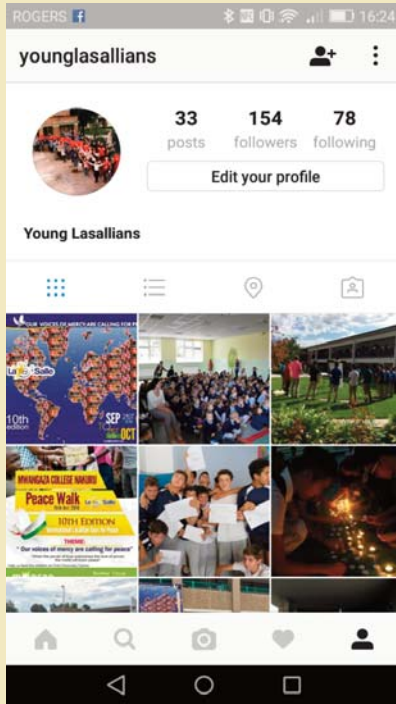 ROGERS
16:24
younglasallians
33 154 78
posts followers following
Edit your profile
Young Lasallians
OUR VOICES OF MERCY ARE CALLING FOR
La Salle
10th
edition
SEP
OCT
MWANGAZA COLLEGE NAKURU
Peace Walk
La Salle
10TH EDITION
THEME:
"Our voices of mercy are calling for peace"